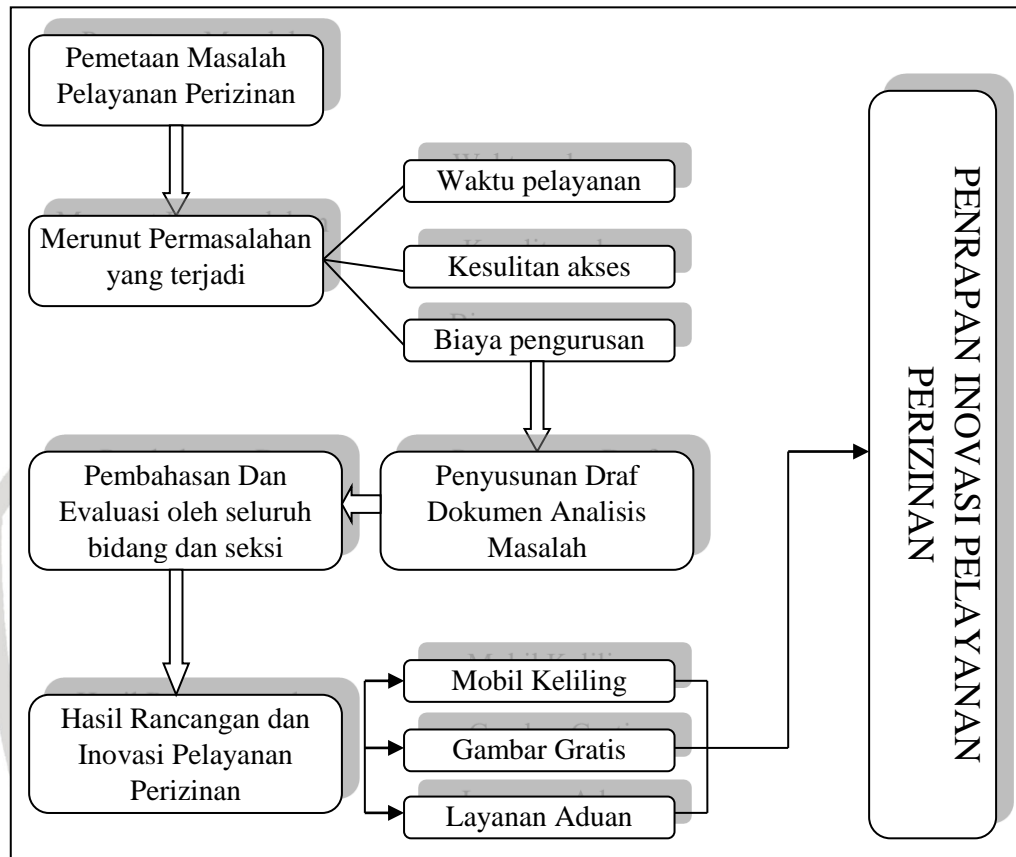 Pemetaan Masalah
Pelayanan Perizinan
Merunut Permasalahan
yang terjadi
Waktu pelayanan
Kesulitan akses
Biaya pengurusan
Penyusunan Draf
Dokumen Analisis
Masalah
Pembahasan Dan
Evaluasi oleh seluruh
bidang dan seksi
Hasil Rancangan dan
Inovasi Pelayanan
Perizinan
Mobil Keliling
Gambar Gratis
Layanan Aduan
PENRAPAN INOVASI PELAYANAN
PERIZINAN